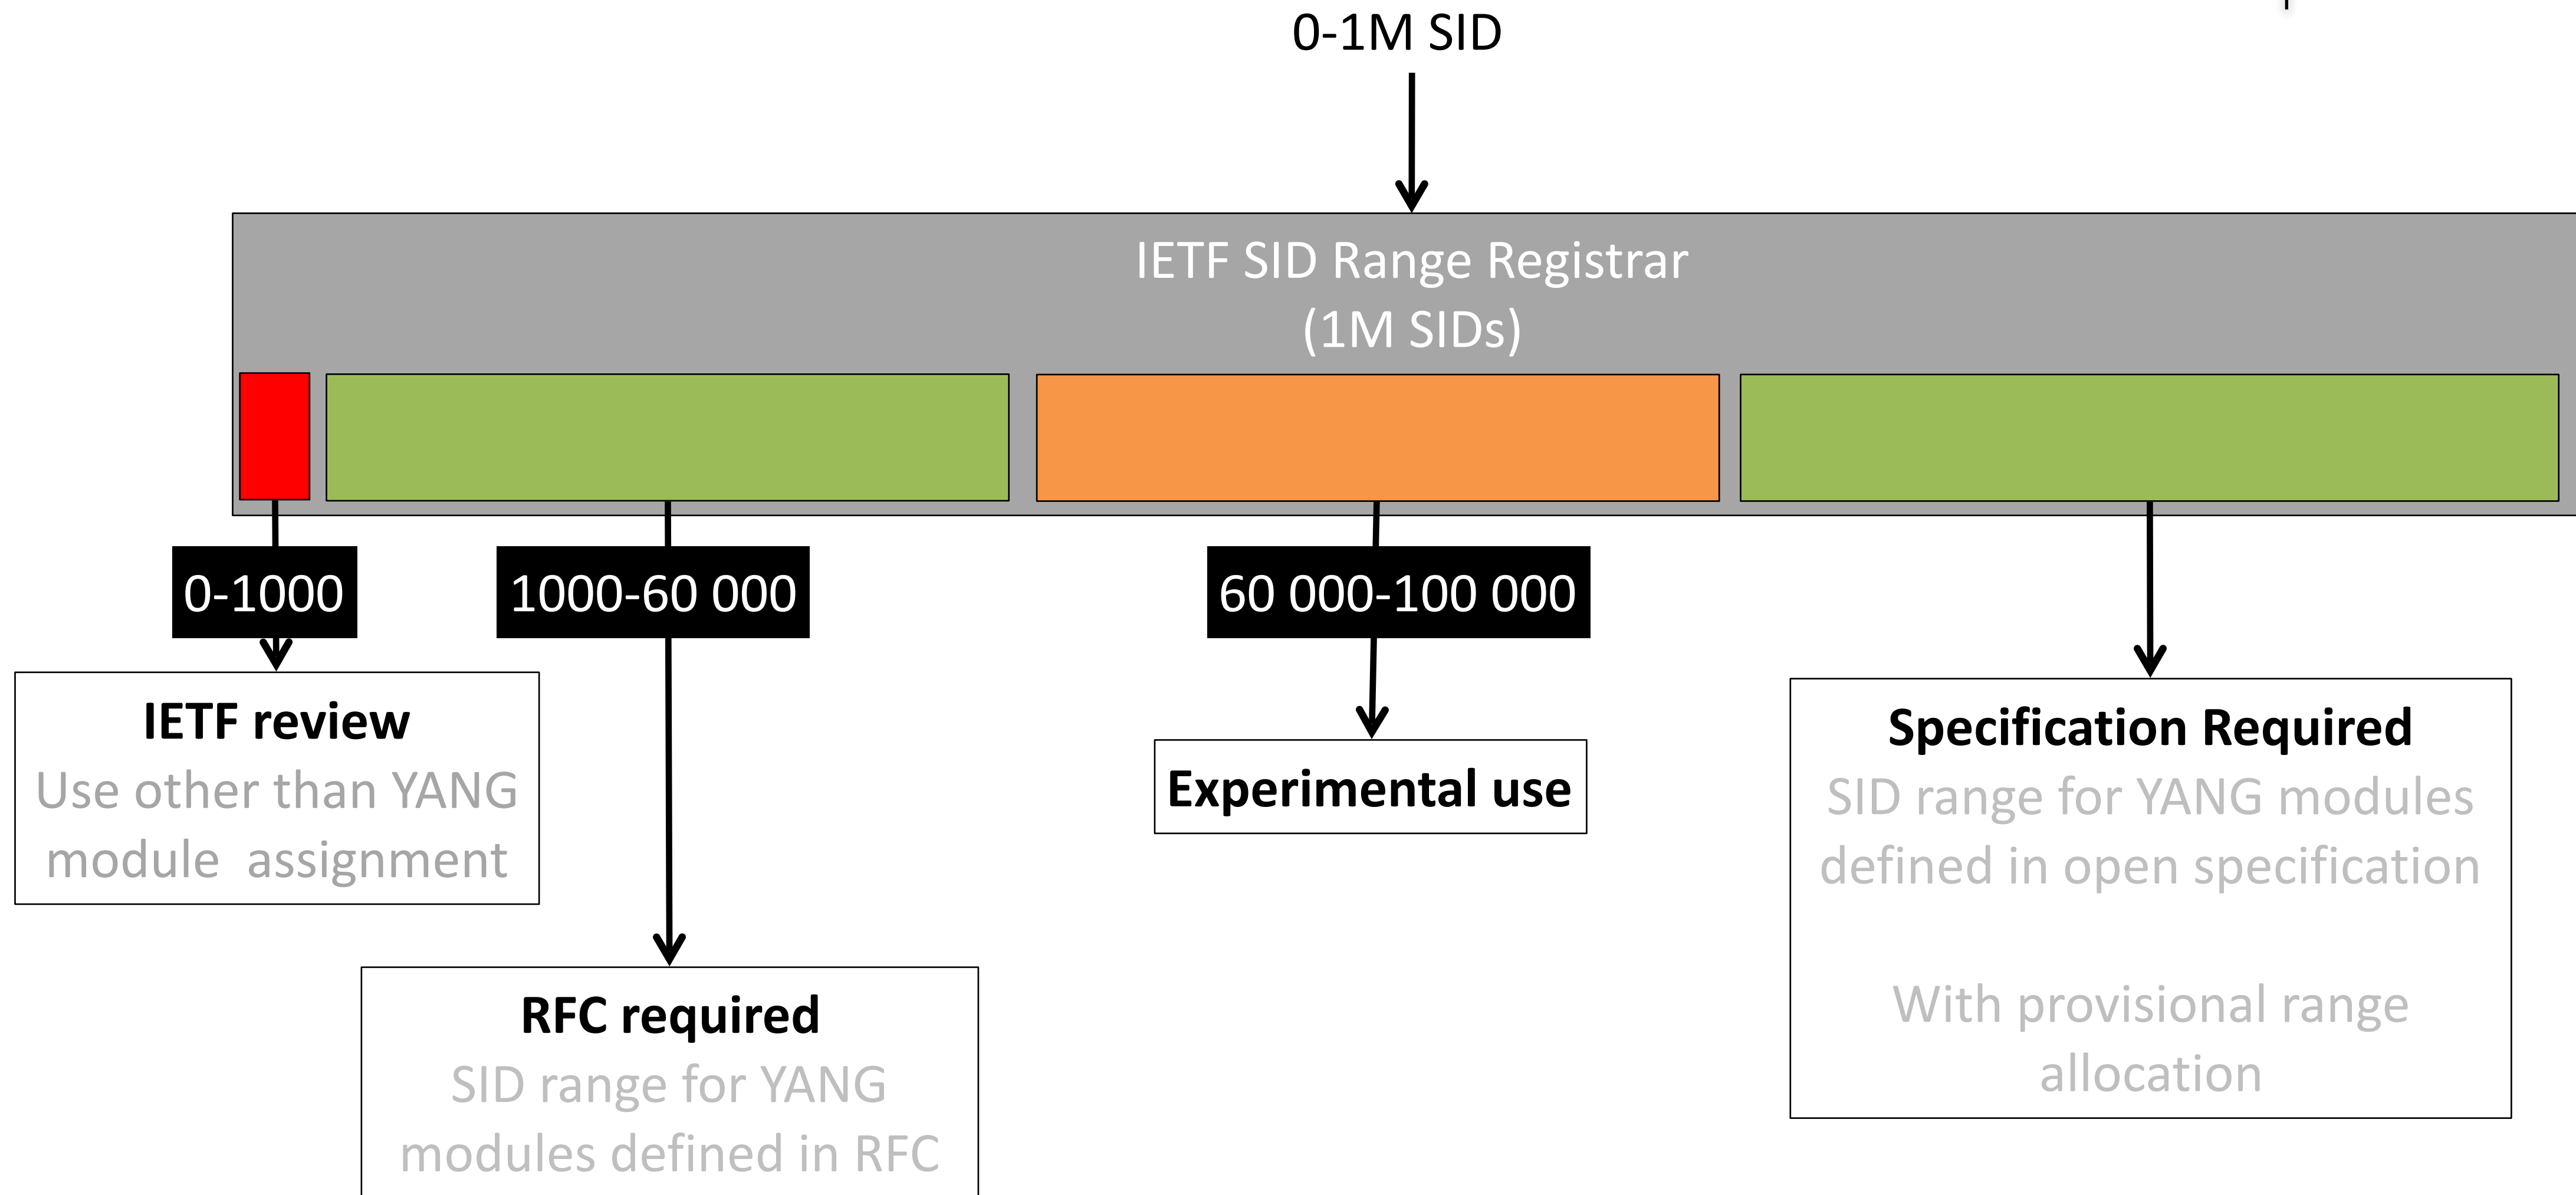 0-1M SID
IETF SID Range Registrar
(1M SIDs)
0-1000
1000-60 000
60 000-100 000
IETF review
Use other than YANG
module  assignment
RFC required
SID range for YANG
modules defined in RFC
Experimental use
Specification Required
SID range for YANG modules
defined in open specification
With provisional range
allocation